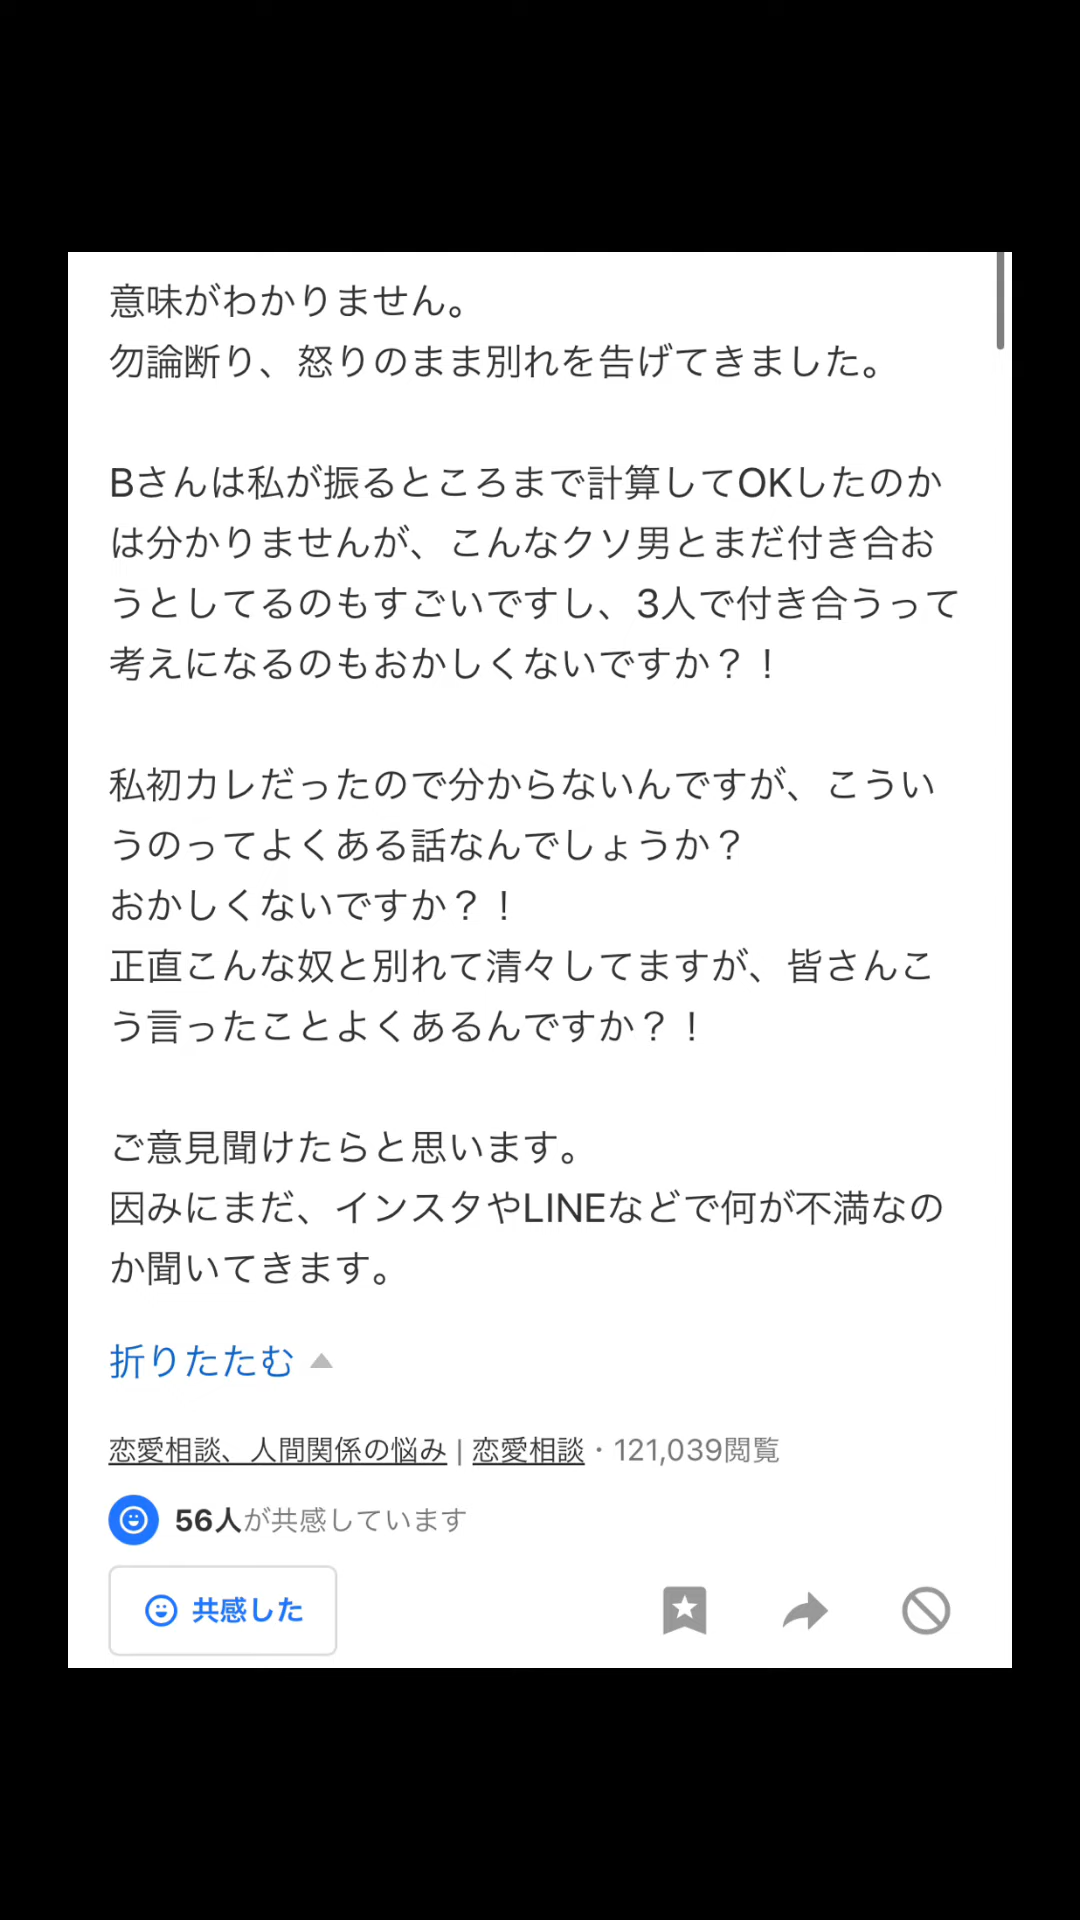 意味がわかりません。
勿論断り、怒りのまま別れを告げてきました。
Bさんは私が振るところまで計算してOKしたのか
は分かりませんが、こんなクソ男とまだ付き合お
うとしてるのもすごいですし、3人で付き合うって
考えになるのもおかしくないですか？！
私初カレだったので分からないんですが、こうい
うのってよくある話なんでしょうか？
おかしくないですか？！
正直こんな奴と別れて清々してますが、皆さんこ
う言ったことよくあるんですか？！
ご意見聞けたらと思います。
因みにまだ、インスタやLINEなどで何が不満なの
か聞いてきます。
折りたたむ
恋愛相談、人間関係の悩み | 恋愛相談・121,039閲覧
56人が共感しています
共感した